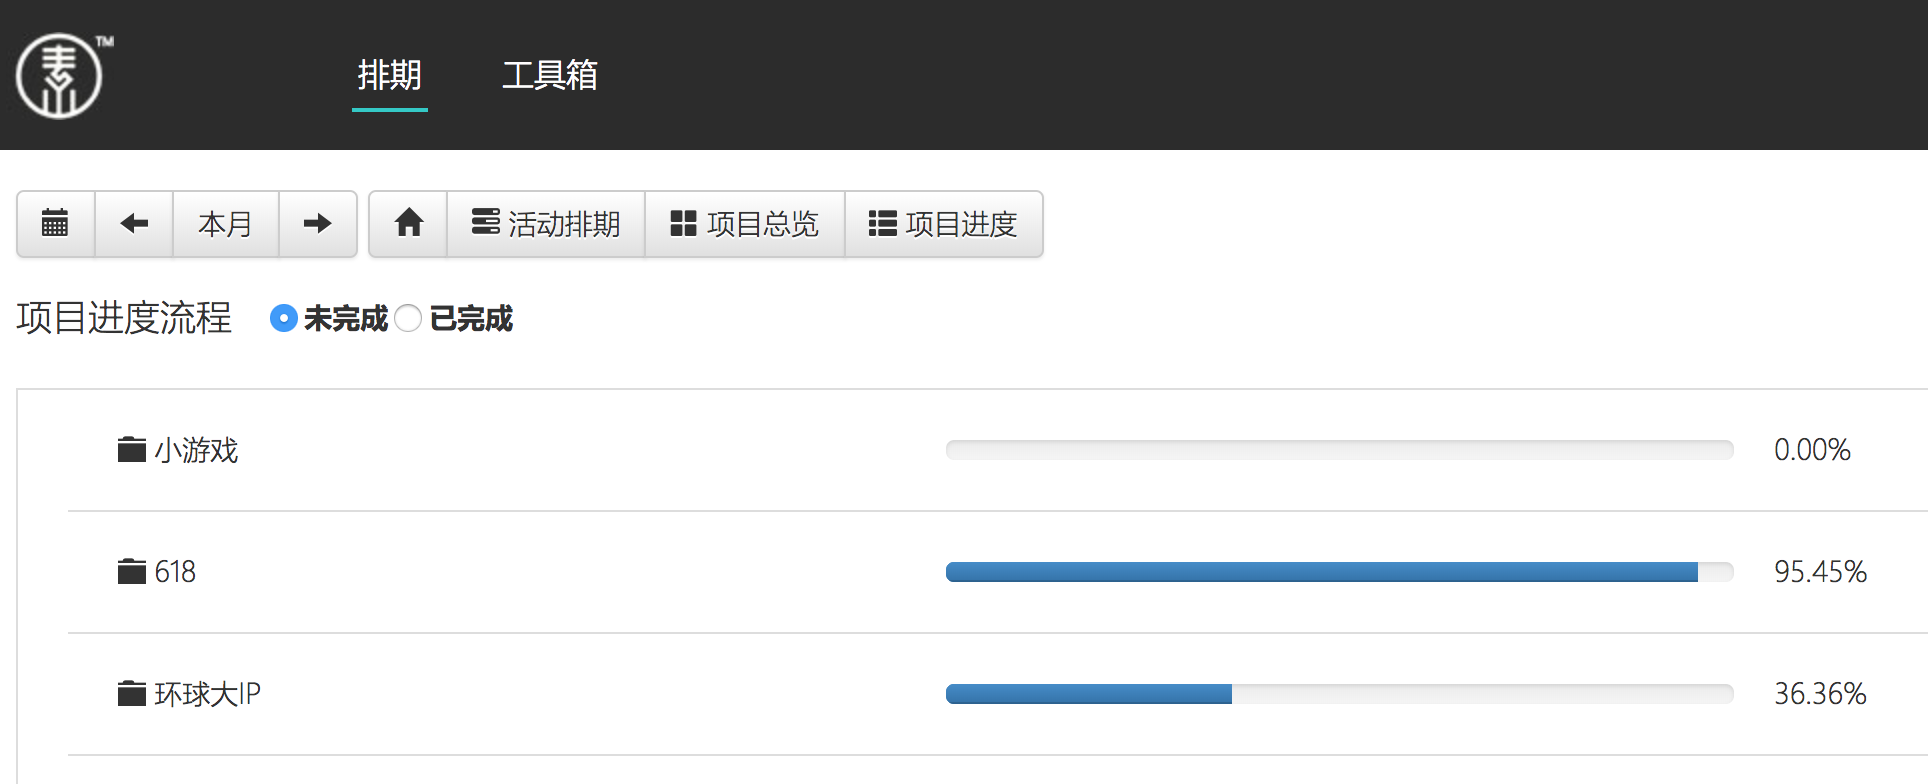 TM
排期 工具箱
本月 活动排期 项目总览 项目进度
项目进度流程 未完成 已完成
小游戏 0.00%
618 95.45%
环球大IP 36.36%